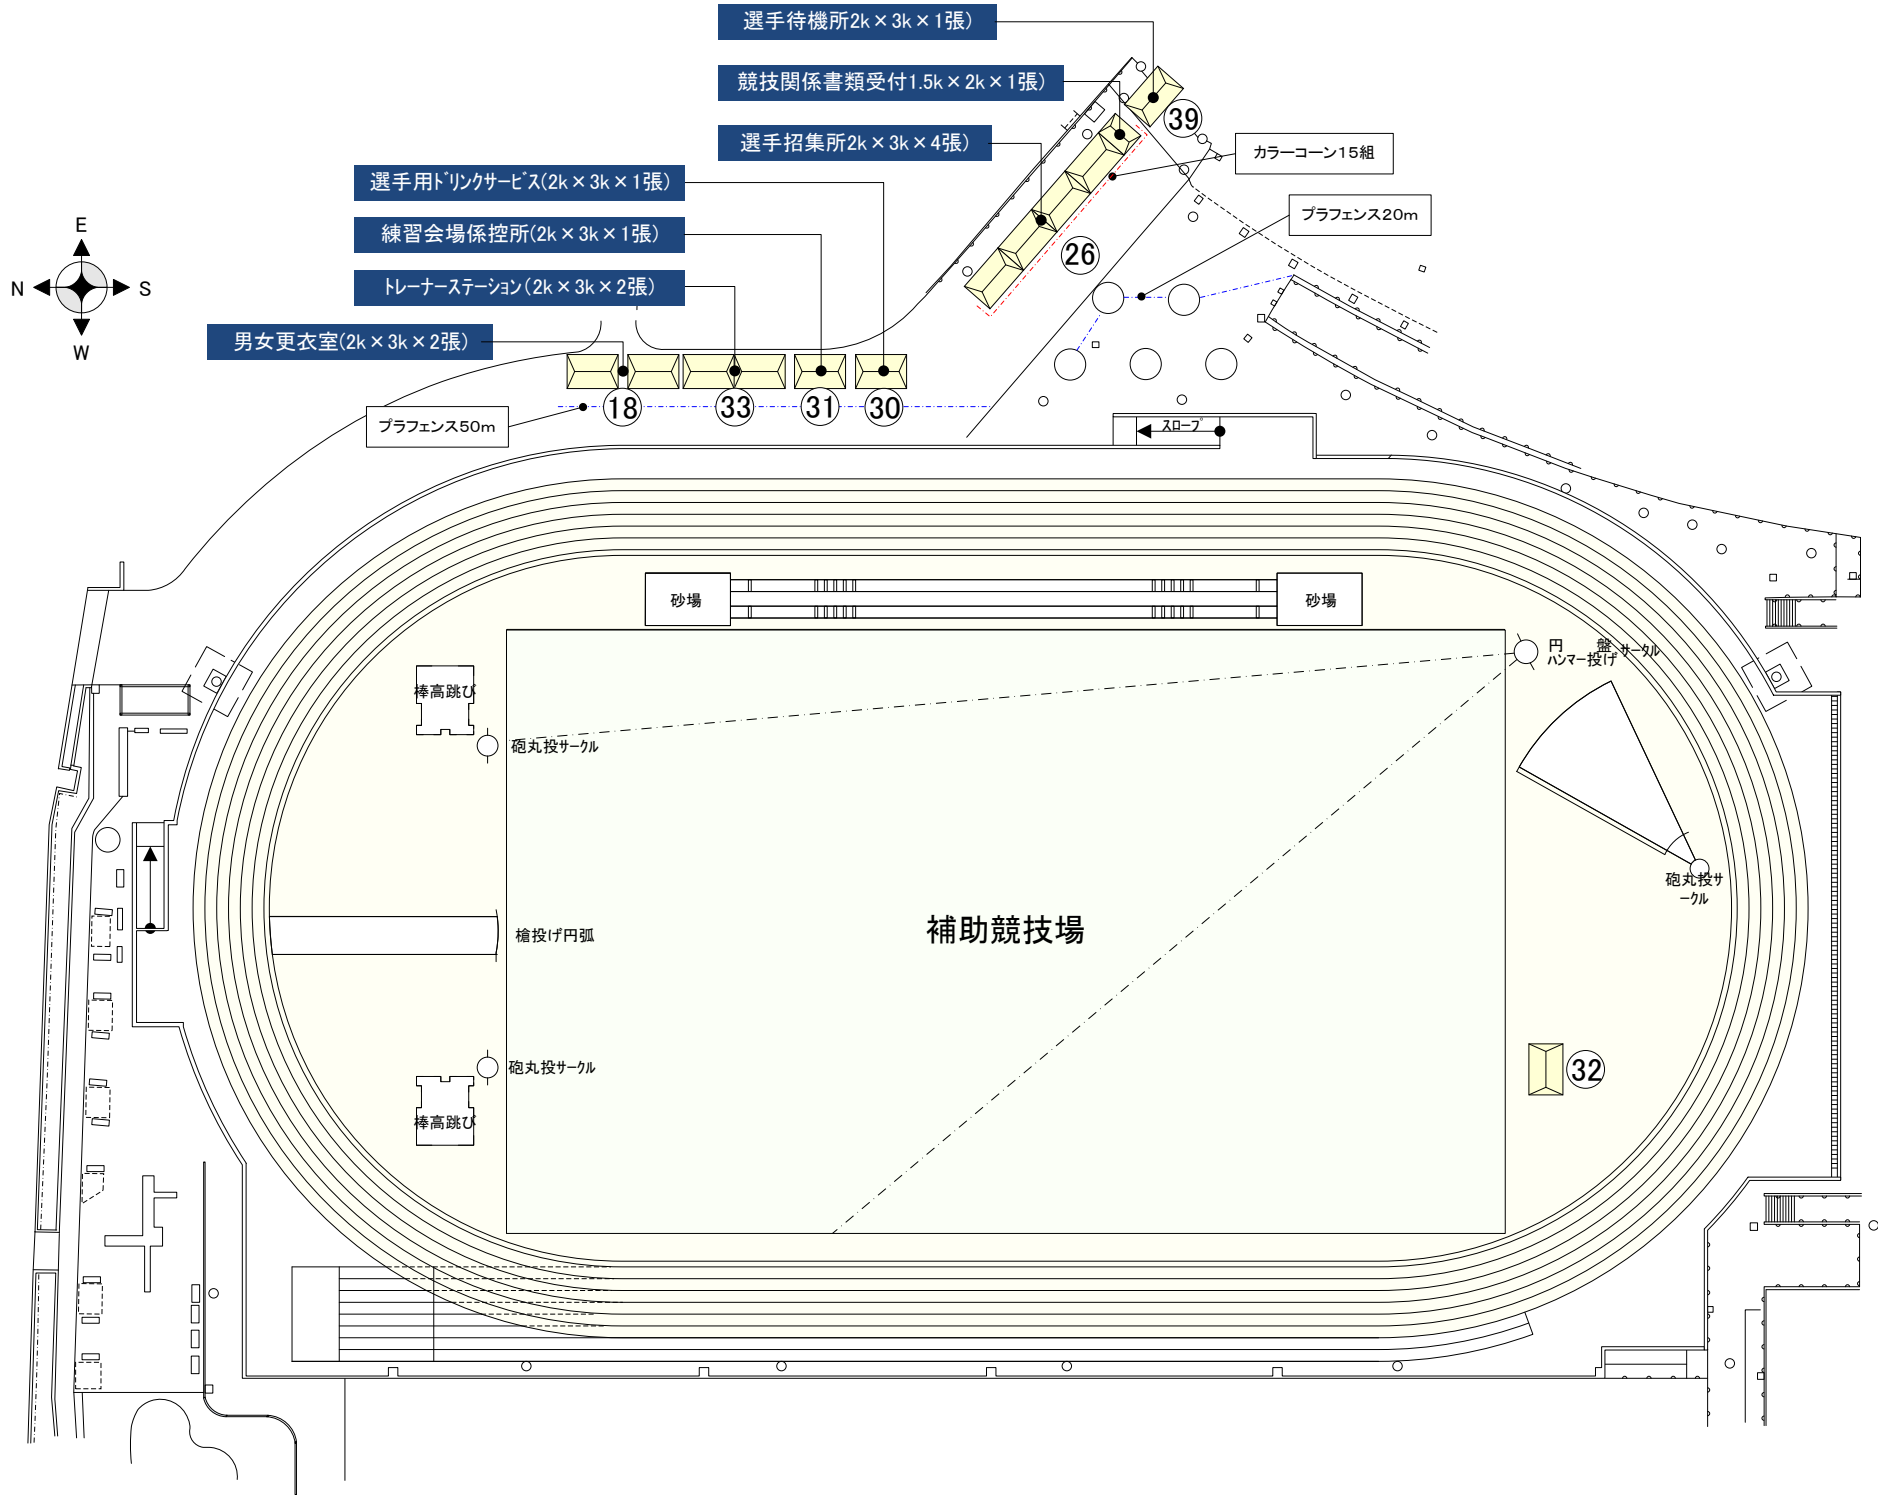 選手待機所2k×3k×1張)
競技関係書類受付1.5k×2k×1張)
39
選手招集所2k×3k×4張)
カラーコーン15組
選手用ドリンクサービス(2k×3k×1張)
プラフェンス20m
E
練習会場係控所(2k×3k×1張)
26
N
S
トレーナーステーション(2k×3k×2張)
W
男女更衣室(2k×3k×2張)
18
33
31
30
プラフェンス50m
スロープ
砂場
砂場
円 盤
ハンマー投げ
サークル
棒高跳び
砲丸投サークル
砲丸投サ
ークル
補助競技場
槍投げ円弧
砲丸投サークル
32
棒高跳び